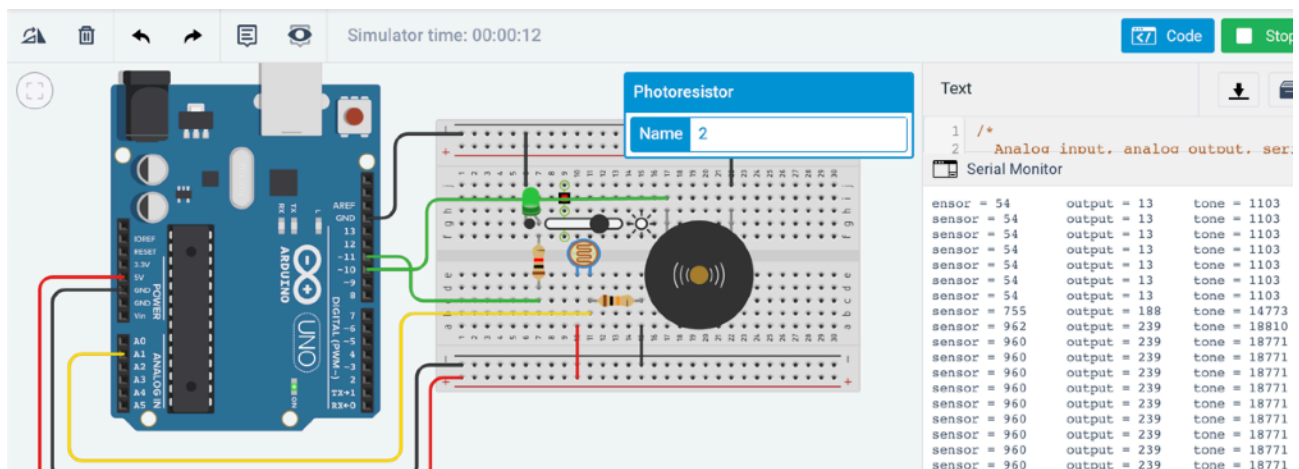 Simulator time: 00:00:12
Code
Stop
Photoresistor
Name 2
Text
1 /*
2 Analog input, analog output, seri
Serial Monitor
ensor = 54 output = 13 tone = 1103
sensor = 54 output = 13 tone = 1103
sensor = 54 output = 13 tone = 1103
sensor = 54 output = 13 tone = 1103
sensor = 54 output = 13 tone = 1103
sensor = 54 output = 13 tone = 1103
sensor = 54 output = 13 tone = 1103
sensor = 755 output = 188 tone = 14773
sensor = 962 output = 239 tone = 18810
sensor = 960 output = 239 tone = 18771
sensor = 960 output = 239 tone = 18771
sensor = 960 output = 239 tone = 18771
sensor = 960 output = 239 tone = 18771
sensor = 960 output = 239 tone = 18771
sensor = 960 output = 239 tone = 18771
sensor = 960 output = 239 tone = 18771
sensor = 960 output = 239 tone = 18771
AREF
GND
13
12
~11
~10
~9
8
7
~6
~5
4
~3
2
TX→1
RX←0
DIGITAL (PWM~)
IOREF
RESET
3.3V
5V
GND
GND
Vin
POWER
A0
A1
A2
A3
A4
A5
ANALOG IN
TX
RX
L
ARDUINO
UNO
ON